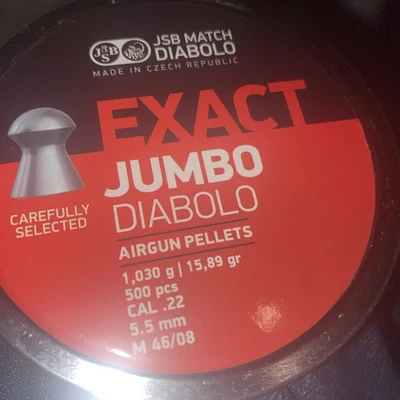 JSB
JSB MATCH
DIABOLO
MADE IN CZECH REPUBLIC
EXACT
JUMBO
DIABOLO
CAREFULLY
SELECTED
AIRGUN PELLETS
1,030 g | 15,89 gr
500 pcs
CAL .22
5.5 mm
M 46/08